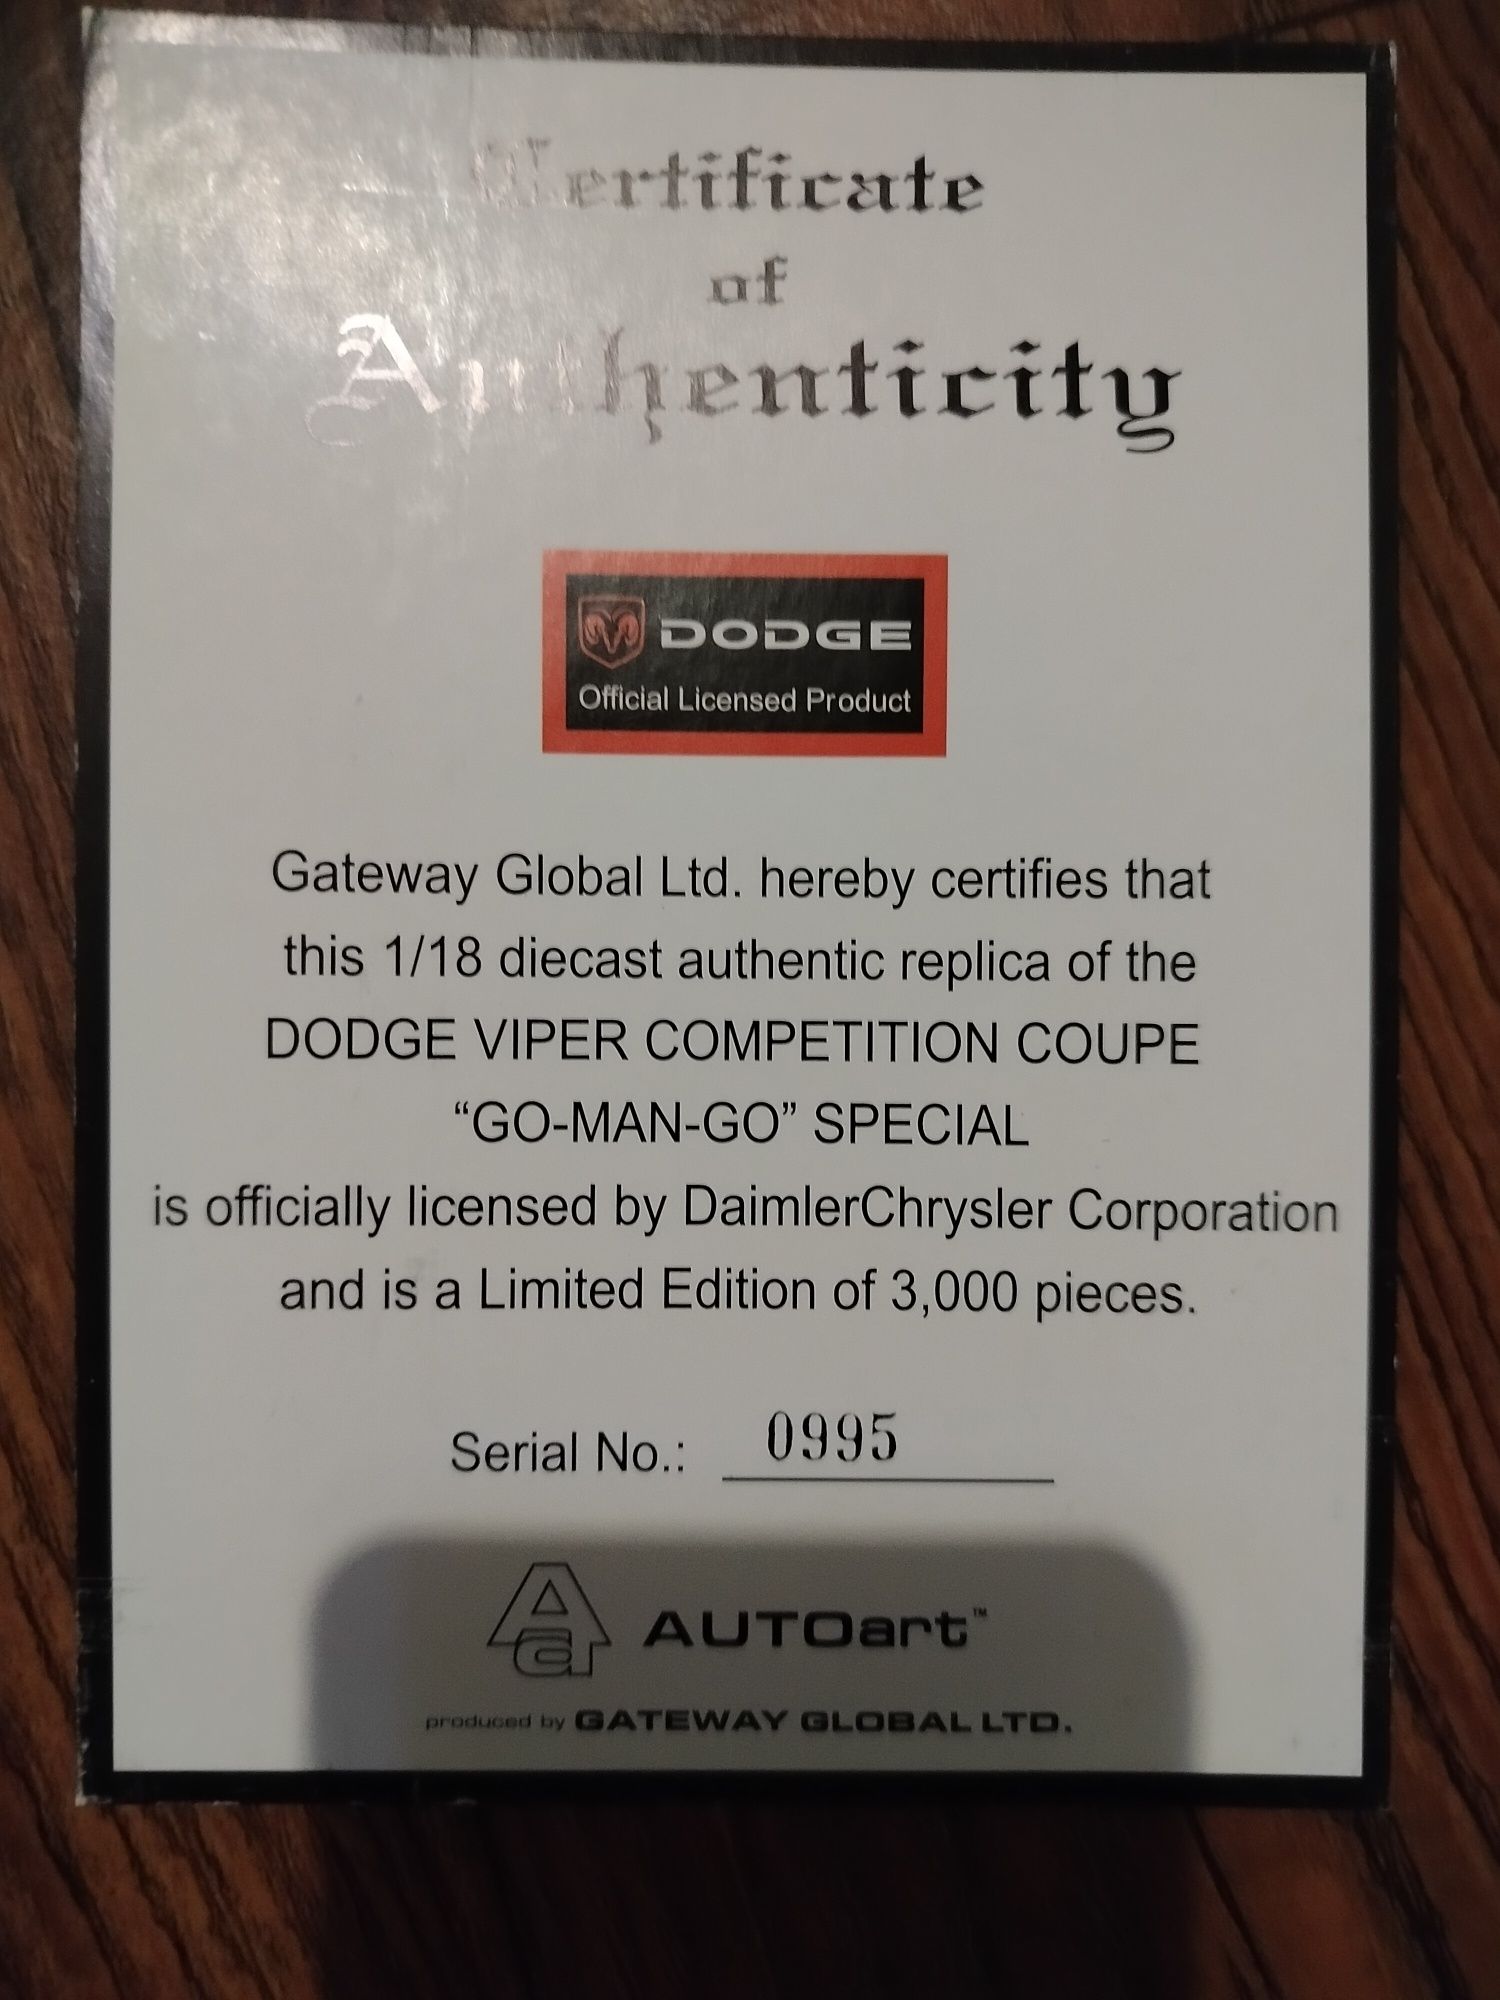 Certificate
of
Authenticity
DODGE
Official Licensed Product
Gateway Global Ltd. hereby certifies that
this 1/18 diecast authentic replica of the
DODGE VIPER COMPETITION COUPE
“GO-MAN-GO” SPECIAL
is officially licensed by DaimlerChrysler Corporation
and is a Limited Edition of 3,000 pieces.
Serial No.: 0995
Aa AUTOart™
produced by GATEWAY GLOBAL LTD.